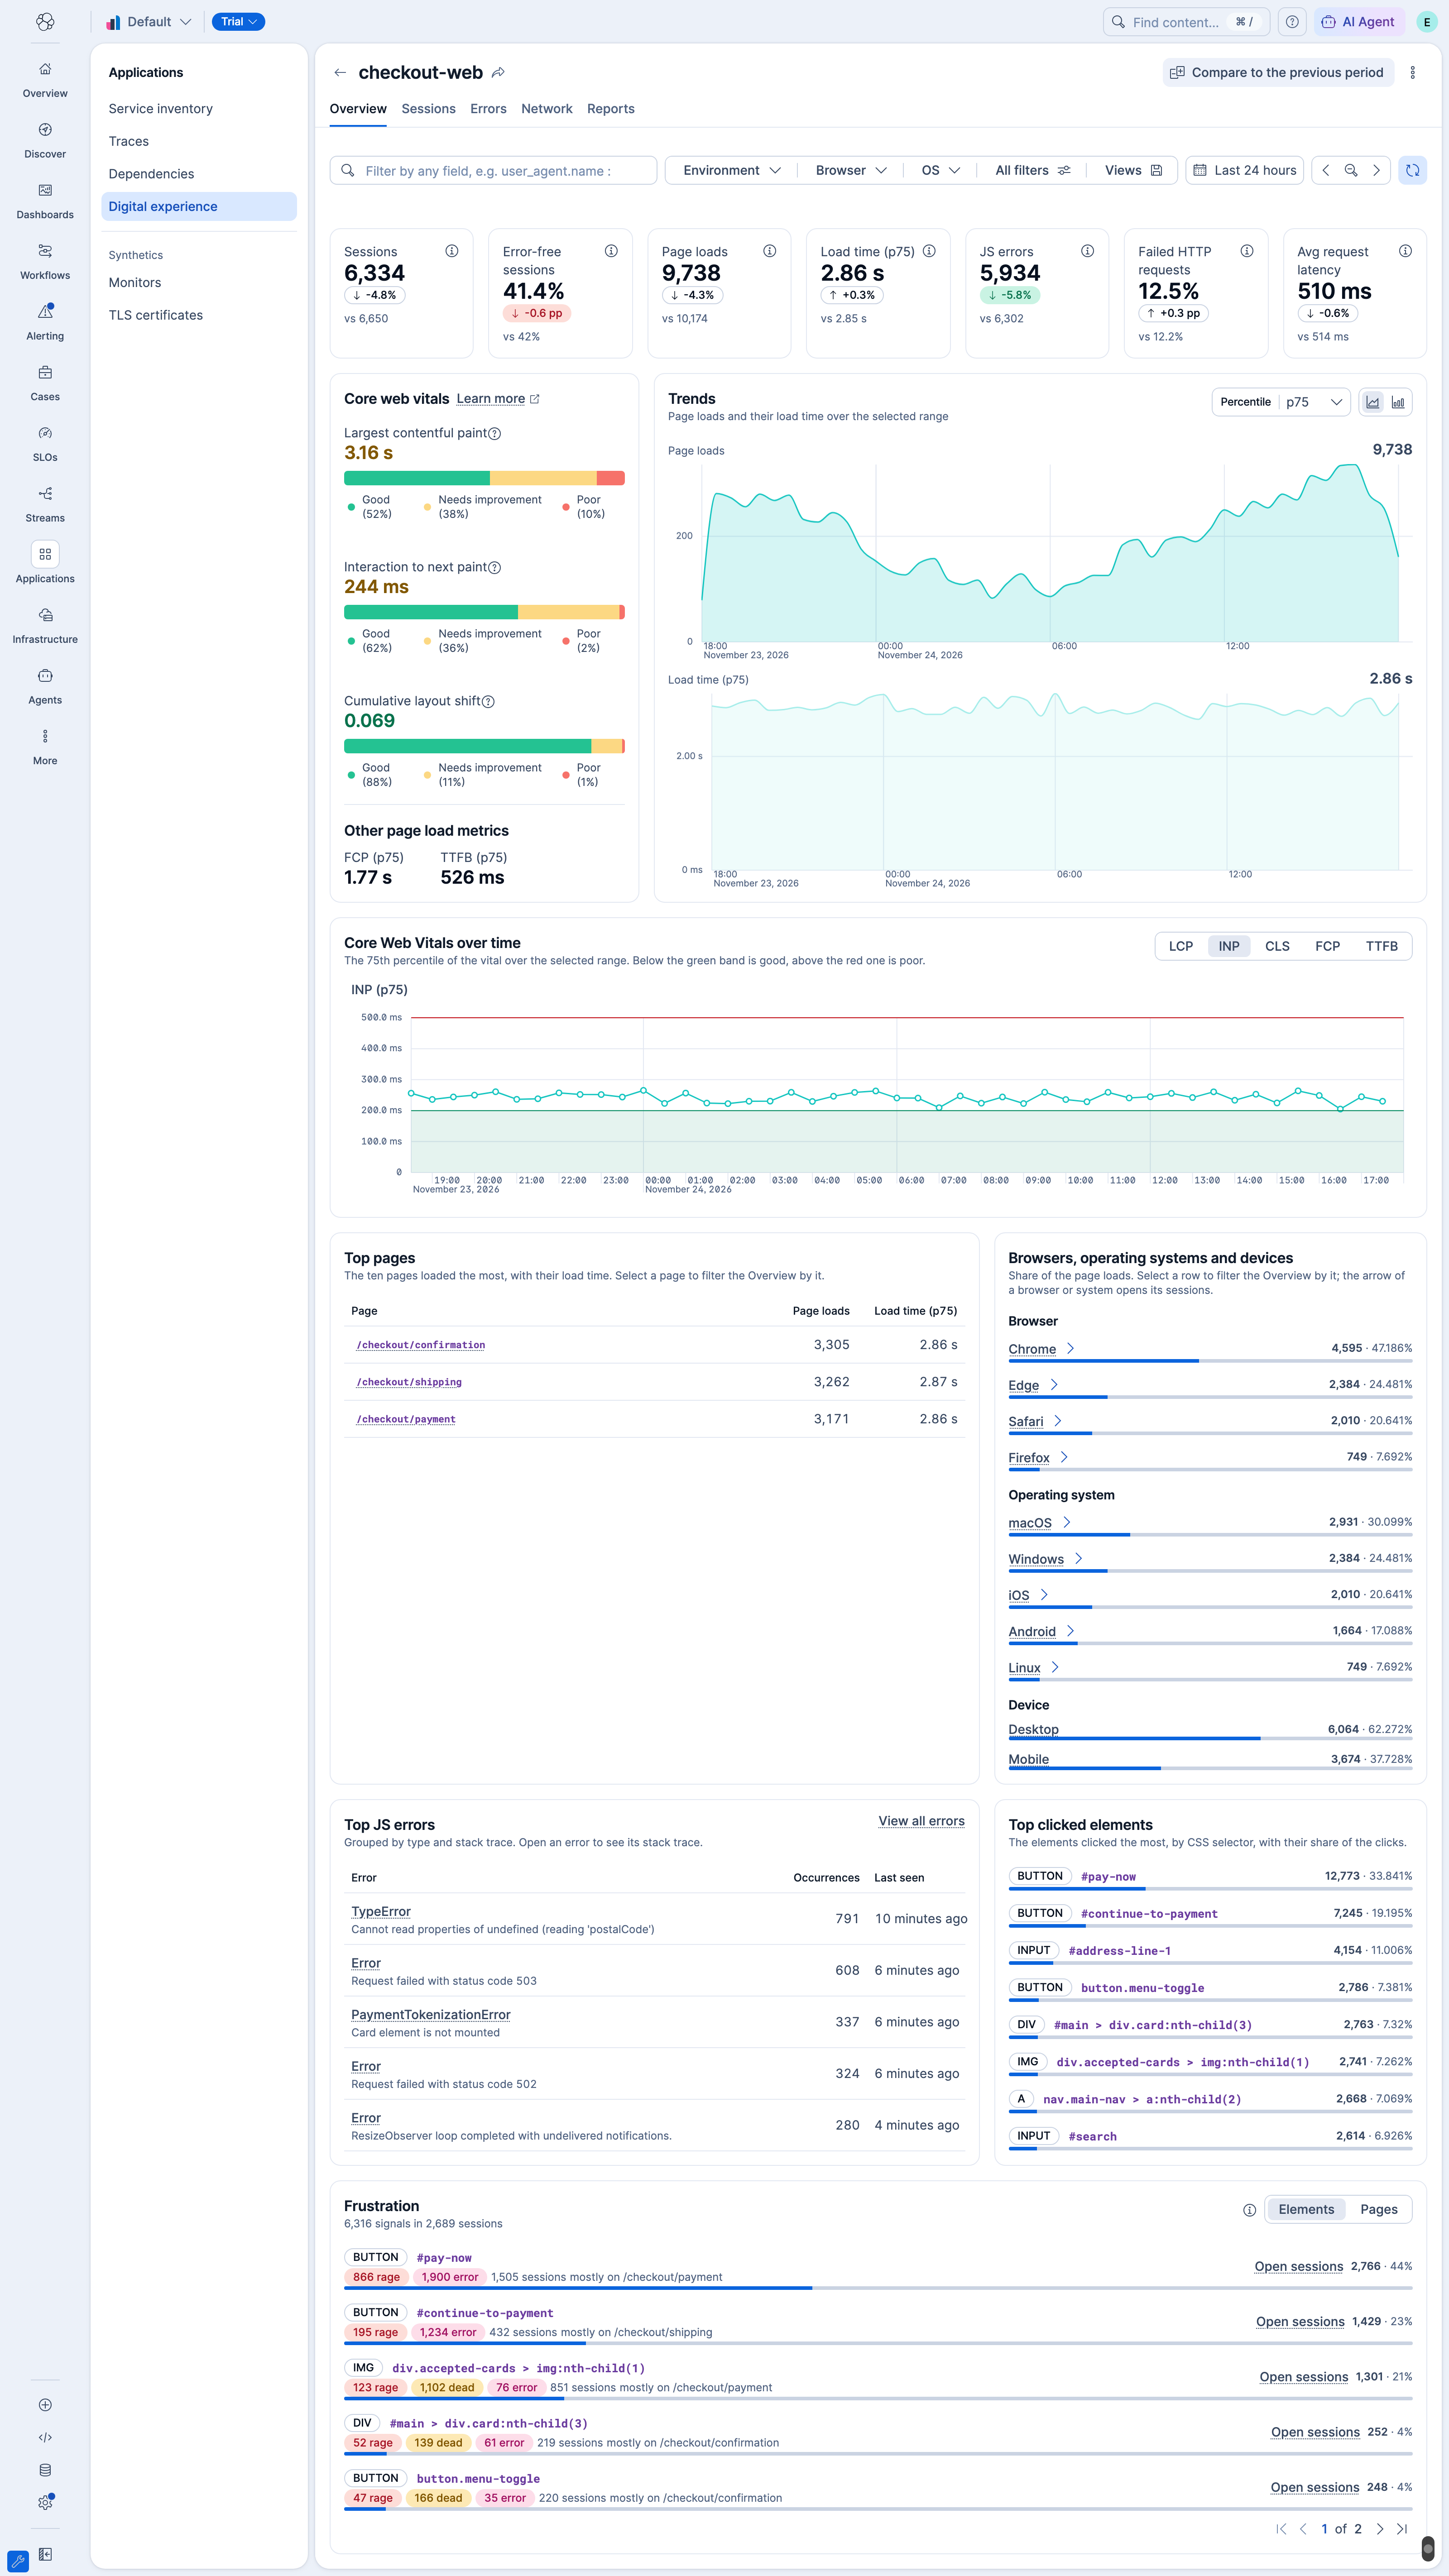 Default
Trial
Find content...
⌘ /
AI Agent
E
Overview
Discover
Dashboards
Workflows
Alerting
Cases
SLOs
Streams
Applications
Infrastructure
Agents
More
Applications
Service inventory
Traces
Dependencies
Digital experience
Synthetics
Monitors
TLS certificates
checkout-web
Compare to the previous period
Overview Sessions Errors Network Reports
Filter by any field, e.g. user_agent.name :
Environment Browser OS All filters Views
Last 24 hours
Sessions
6,334
↓ -4.8%
vs 6,650
Error-free
sessions
41.4%
↓ -0.6 pp
vs 42%
Page loads
9,738
↓ -4.3%
vs 10,174
Load time (p75)
2.86 s
↑ +0.3%
vs 2.85 s
JS errors
5,934
↓ -5.8%
vs 6,302
Failed HTTP
requests
12.5%
↑ +0.3 pp
vs 12.2%
Avg request
latency
510 ms
↓ -0.6%
vs 514 ms
Core web vitals Learn more
Largest contentful paint
3.16 s
Good
(52%)
Needs improvement
(38%)
Poor
(10%)
Interaction to next paint
244 ms
Good
(62%)
Needs improvement
(36%)
Poor
(2%)
Cumulative layout shift
0.069
Good
(88%)
Needs improvement
(11%)
Poor
(1%)
Other page load metrics
FCP (p75) TTFB (p75)
1.77 s 526 ms
Trends
Page loads and their load time over the selected range
Percentile p75
Page loads 9,738
200
0
18:00 00:00 06:00 12:00
November 23, 2026 November 24, 2026
Load time (p75) 2.86 s
2.00 s
0 ms
18:00 00:00 06:00 12:00
November 23, 2026 November 24, 2026
Core Web Vitals over time
The 75th percentile of the vital over the selected range. Below the green band is good, above the red one is poor.
LCP INP CLS FCP TTFB
INP (p75)
500.0 ms
400.0 ms
300.0 ms
200.0 ms
100.0 ms
0
19:00 20:00 21:00 22:00 23:00 00:00 01:00 02:00 03:00 04:00 05:00 06:00 07:00 08:00 09:00 10:00 11:00 12:00 13:00 14:00 15:00 16:00 17:00
November 23, 2026 November 24, 2026
Top pages
The ten pages loaded the most, with their load time. Select a page to filter the Overview by it.
Page Page loads Load time (p75)
/checkout/confirmation 3,305 2.86 s
/checkout/shipping 3,262 2.87 s
/checkout/payment 3,171 2.86 s
Browsers, operating systems and devices
Share of the page loads. Select a row to filter the Overview by it; the arrow of
a browser or system opens its sessions.
Browser
Chrome 4,595 · 47.186%
Edge 2,384 · 24.481%
Safari 2,010 · 20.641%
Firefox 749 · 7.692%
Operating system
macOS 2,931 · 30.099%
Windows 2,384 · 24.481%
iOS 2,010 · 20.641%
Android 1,664 · 17.088%
Linux 749 · 7.692%
Device
Desktop 6,064 · 62.272%
Mobile 3,674 · 37.728%
Top JS errors
View all errors
Grouped by type and stack trace. Open an error to see its stack trace.
Error Occurrences Last seen
TypeError
Cannot read properties of undefined (reading 'postalCode')
791 10 minutes ago
Error
Request failed with status code 503
608 6 minutes ago
PaymentTokenizationError
Card element is not mounted
337 6 minutes ago
Error
Request failed with status code 502
324 6 minutes ago
Error
ResizeObserver loop completed with undelivered notifications.
280 4 minutes ago
Top clicked elements
The elements clicked the most, by CSS selector, with their share of the clicks.
BUTTON #pay-now 12,773 · 33.841%
BUTTON #continue-to-payment 7,245 · 19.195%
INPUT #address-line-1 4,154 · 11.006%
BUTTON button.menu-toggle 2,786 · 7.381%
DIV #main > div.card:nth-child(3) 2,763 · 7.32%
IMG div.accepted-cards > img:nth-child(1) 2,741 · 7.262%
A nav.main-nav > a:nth-child(2) 2,668 · 7.069%
INPUT #search 2,614 · 6.926%
Frustration
6,316 signals in 2,689 sessions
Elements Pages
BUTTON #pay-now
866 rage 1,900 error 1,505 sessions mostly on /checkout/payment
Open sessions 2,766 · 44%
BUTTON #continue-to-payment
195 rage 1,234 error 432 sessions mostly on /checkout/shipping
Open sessions 1,429 · 23%
IMG div.accepted-cards > img:nth-child(1)
123 rage 1,102 dead 76 error 851 sessions mostly on /checkout/payment
Open sessions 1,301 · 21%
DIV #main > div.card:nth-child(3)
52 rage 139 dead 61 error 219 sessions mostly on /checkout/confirmation
Open sessions 252 · 4%
BUTTON button.menu-toggle
47 rage 166 dead 35 error 220 sessions mostly on /checkout/confirmation
Open sessions 248 · 4%
1 of 2